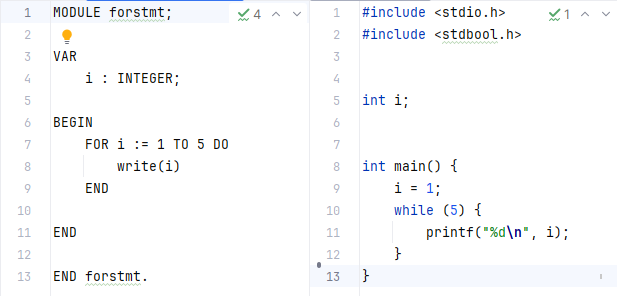 1 MODULE forstmt;
2
3 VAR
4     i : INTEGER;
5
6 BEGIN
7     FOR i := 1 TO 5 DO
8         write(i)
9     END
10
11 END
12
13 END forstmt.
4
1 #include <stdio.h>
2 #include <stdbool.h>
3
4
5 int i;
6
7
8 int main() {
9     i = 1;
10     while (5) {
11         printf("%d\n", i);
12     }
13 }
1